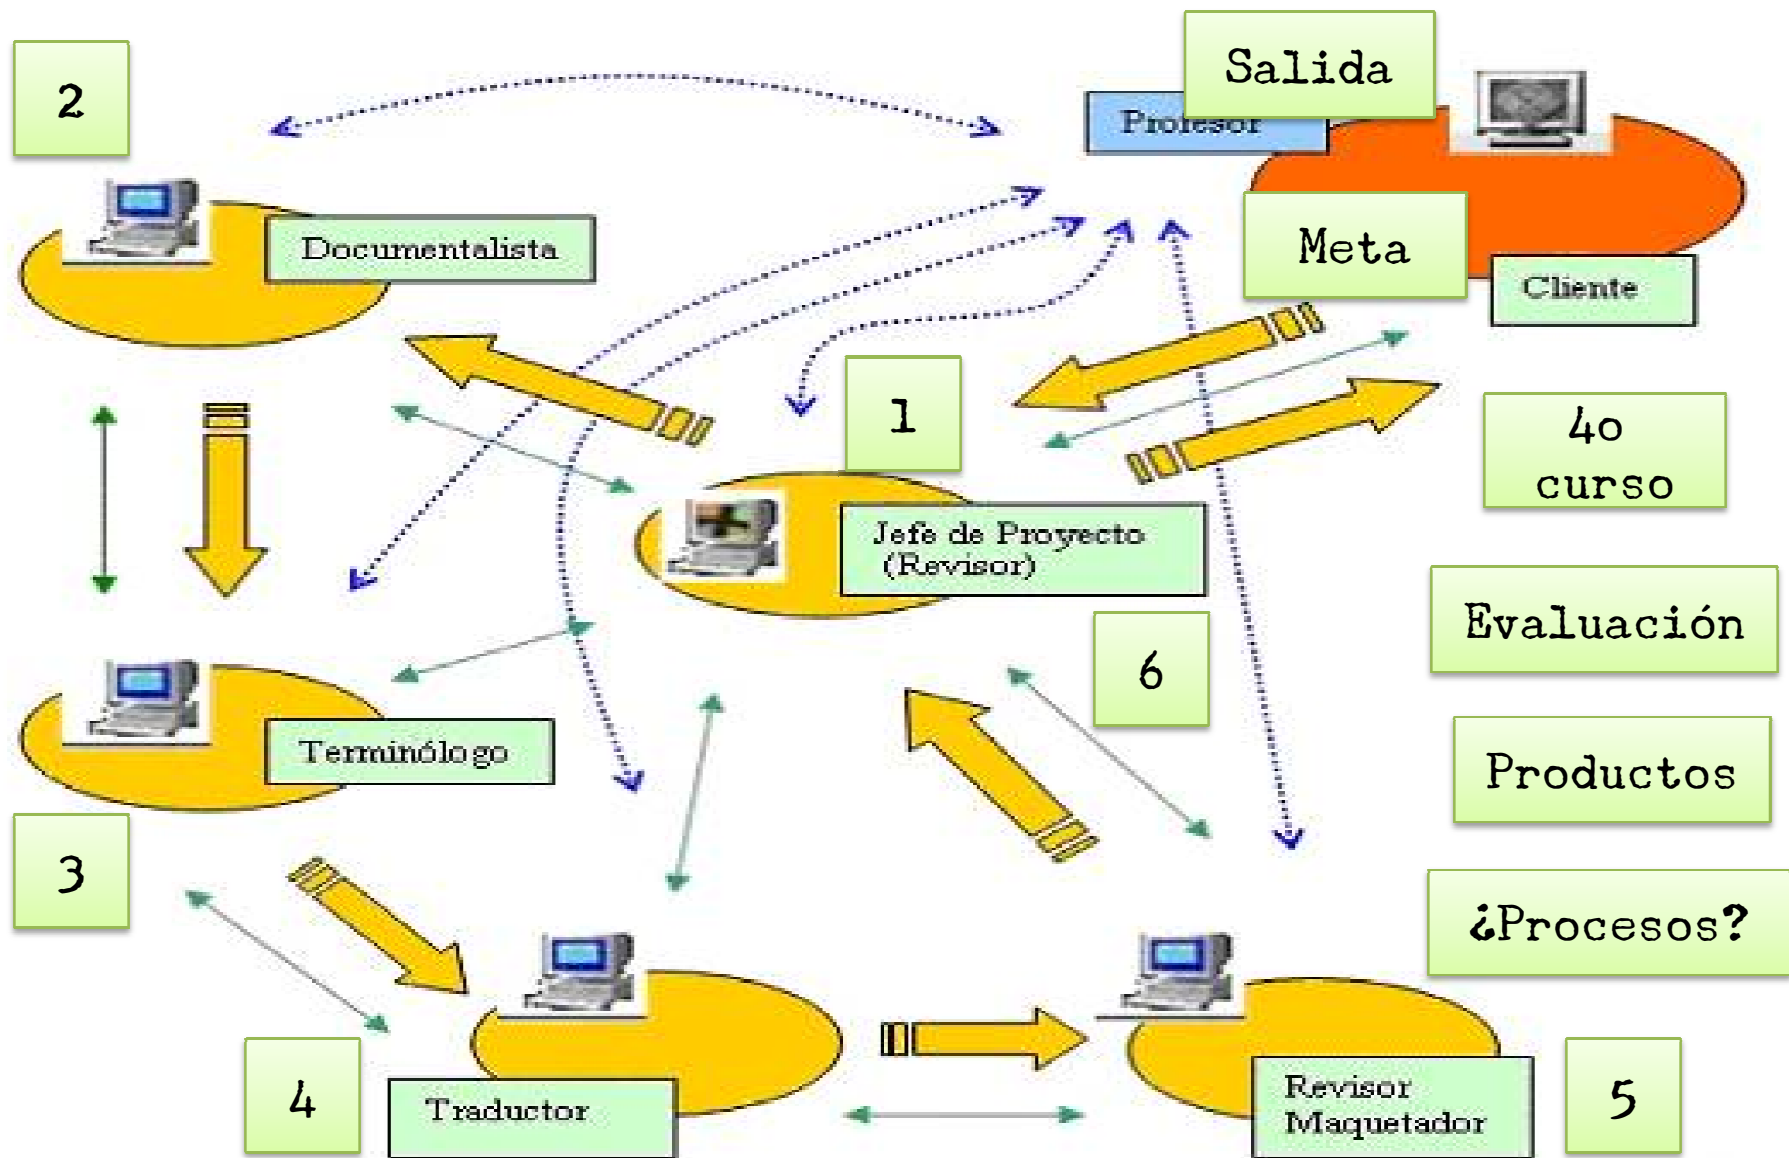 2
Salida
Profesor
Documentalista
Meta
Cliente
1
4o
curso
Jefe de Proyecto
(Revisor)
Evaluación
6
Terminólogo
Productos
3
¿Procesos?
4
Traductor
Revisor
Maquetador
5